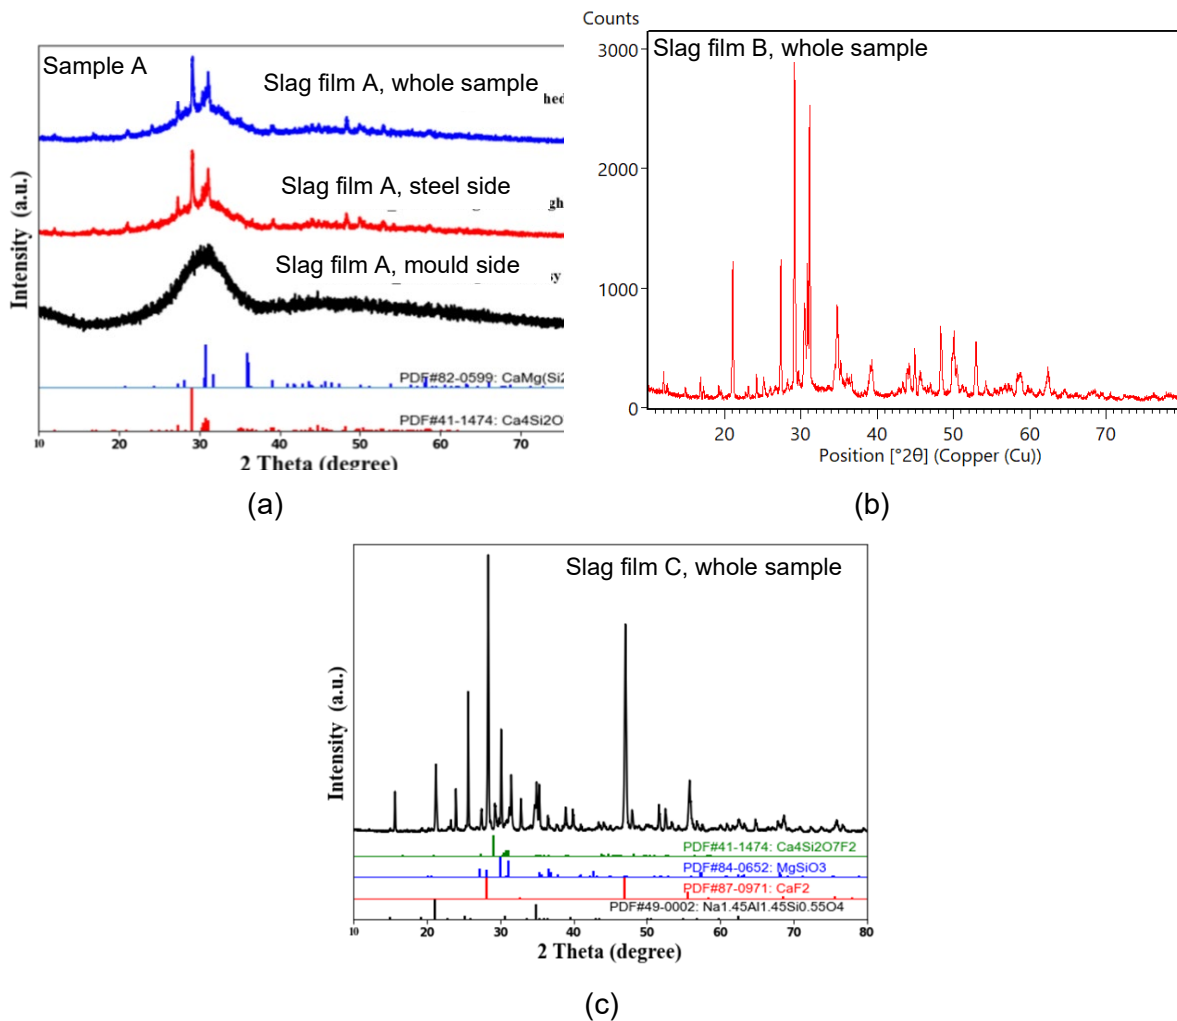 Counts
Sample A
Slag film A, whole sample
hed
Slag film A, steel side
gh
Slag film A, mould side
sy
Intensity (a.u.)
PDF#82-0599: CaMg(Si2
PDF#41-1474: Ca4Si2O
10 20 30 40 50 60 70
2 Theta (degree)
(a)
Slag film B, whole sample
3000
2000
1000
0
20 30 40 50 60 70
Position [°2θ] (Copper (Cu))
(b)
Slag film C, whole sample
Intensity (a.u.)
PDF#41-1474: Ca4Si2O7F2
PDF#84-0652: MgSiO3
PDF#87-0971: CaF2
PDF#49-0002: Na1.45Al1.45Si0.55O4
10 20 30 40 50 60 70 80
2 Theta (degree)
(c)